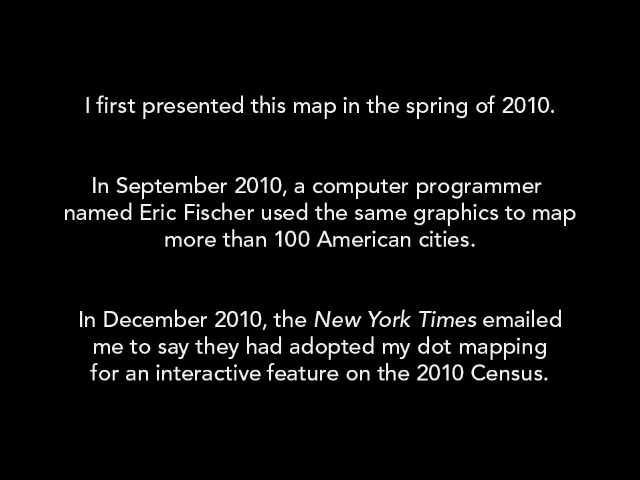 I first presented this map in the spring of 2010.
In September 2010, a computer programmer
named Eric Fischer used the same graphics to map
more than 100 American cities.
In December 2010, the New York Times emailed
me to say they had adopted my dot mapping
for an interactive feature on the 2010 Census.